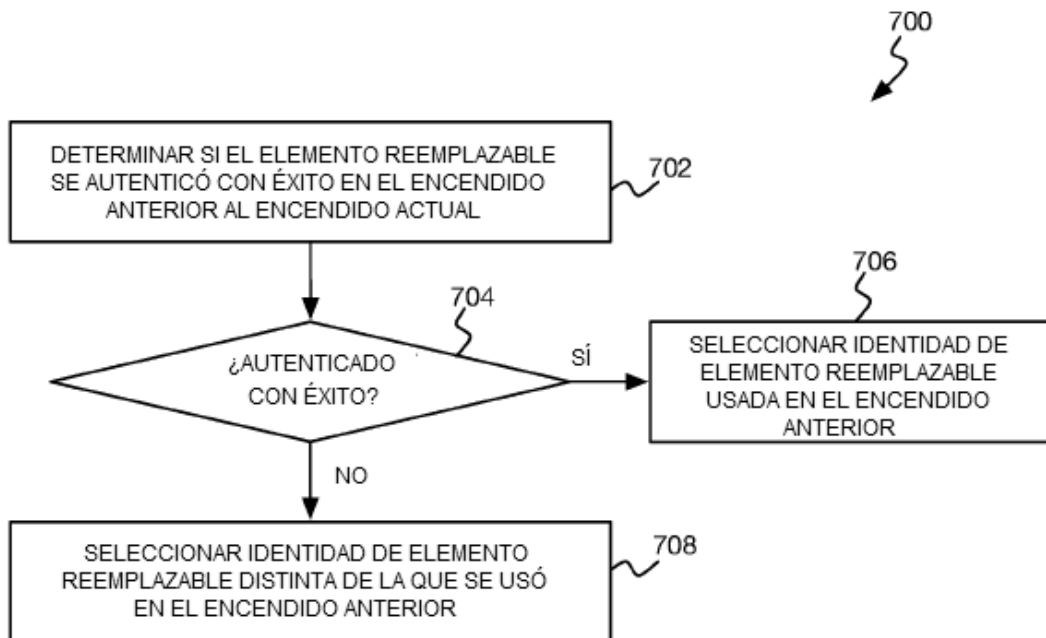 700
DETERMINAR SI EL ELEMENTO REEMPLAZABLE
SE AUTENTICÓ CON ÉXITO EN EL ENCENDIDO
ANTERIOR AL ENCENDIDO ACTUAL
702
704
¿AUTENTICADO
CON ÉXITO?
SÍ
706
SELECCIONAR IDENTIDAD DE
ELEMENTO REEMPLAZABLE
USADA EN EL ENCENDIDO
ANTERIOR
NO
SELECCIONAR IDENTIDAD DE ELEMENTO
REEMPLAZABLE DISTINTA DE LA QUE SE USÓ
EN EL ENCENDIDO ANTERIOR
708